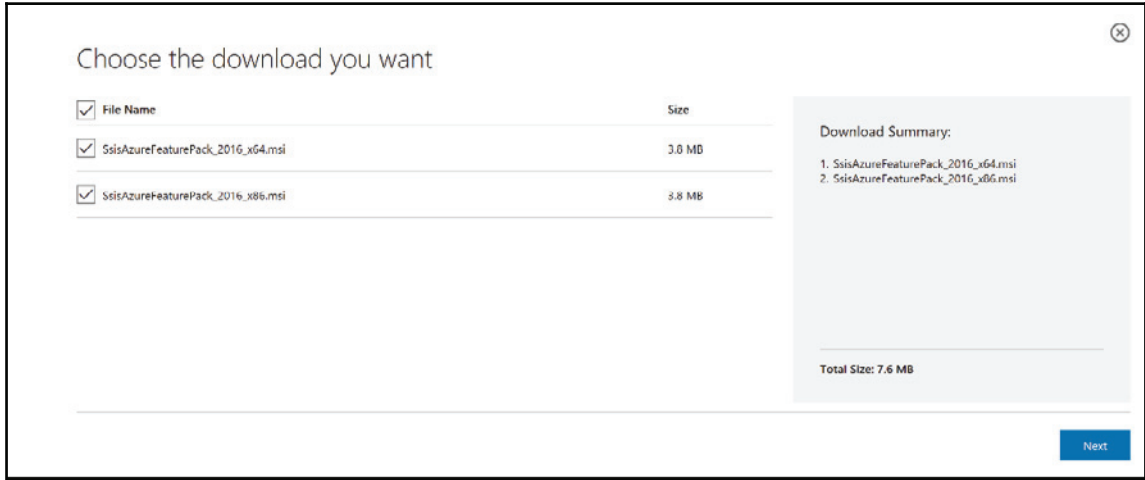 Choose the download you want
File Name Size
SsisAzureFeaturePack_2016_x64.msi 3.8 MB
SsisAzureFeaturePack_2016_x86.msi 3.8 MB
Download Summary:
1. SsisAzureFeaturePack_2016_x64.msi
2. SsisAzureFeaturePack_2016_x86.msi
Total Size: 7.6 MB
Next